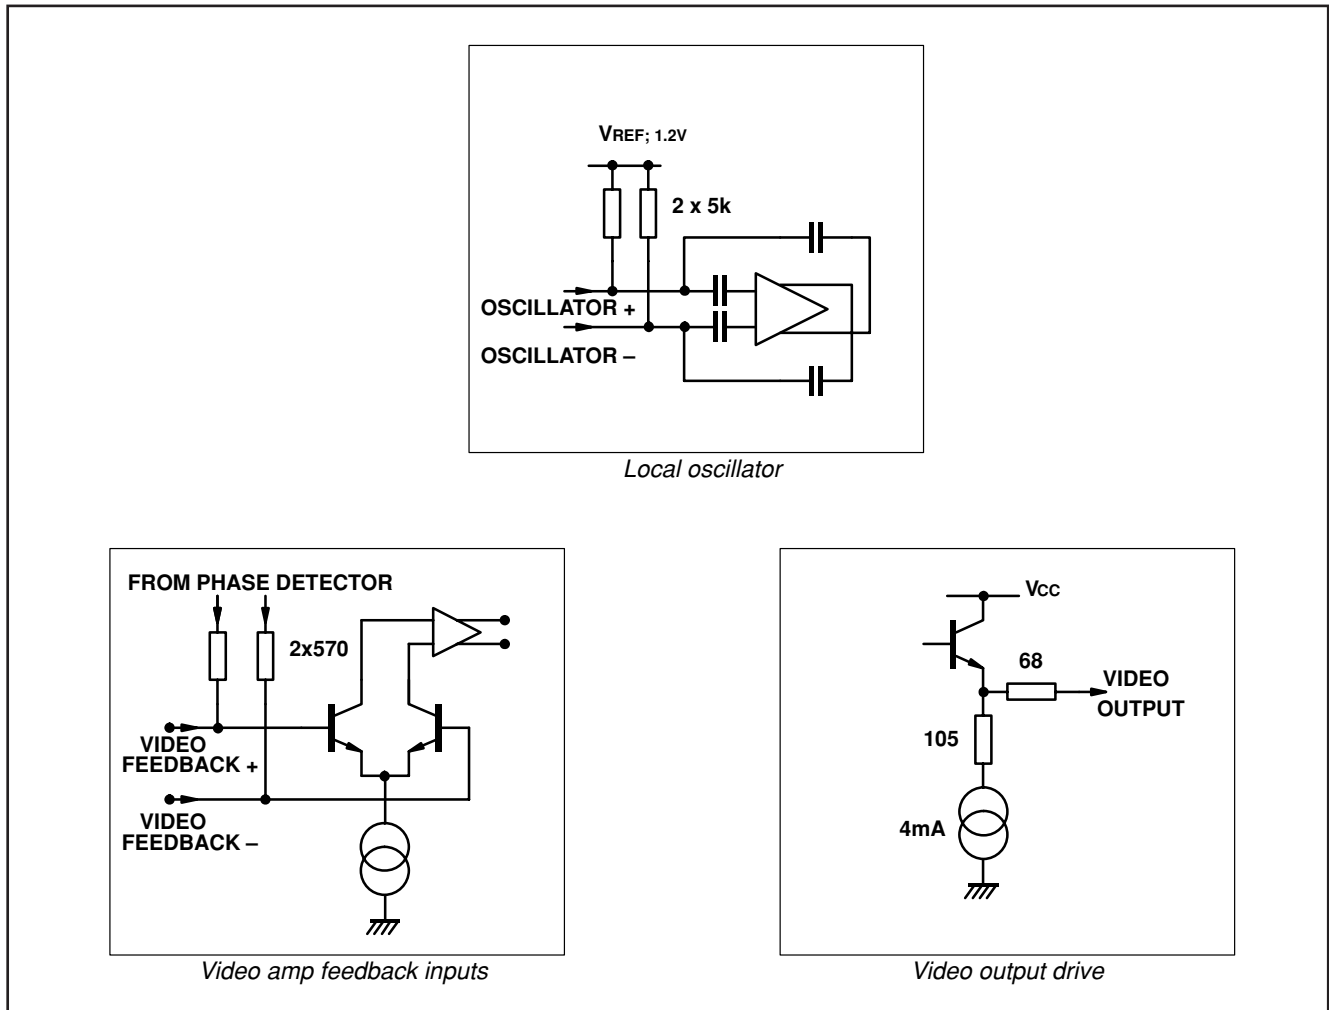 VREF; 1.2V
2 x 5k
OSCILLATOR +
OSCILLATOR –
Local oscillator
FROM PHASE DETECTOR
2x570
VIDEO
FEEDBACK +
VIDEO
FEEDBACK –
Video amp feedback inputs
VCC
68
VIDEO
OUTPUT
105
4mA
Video output drive